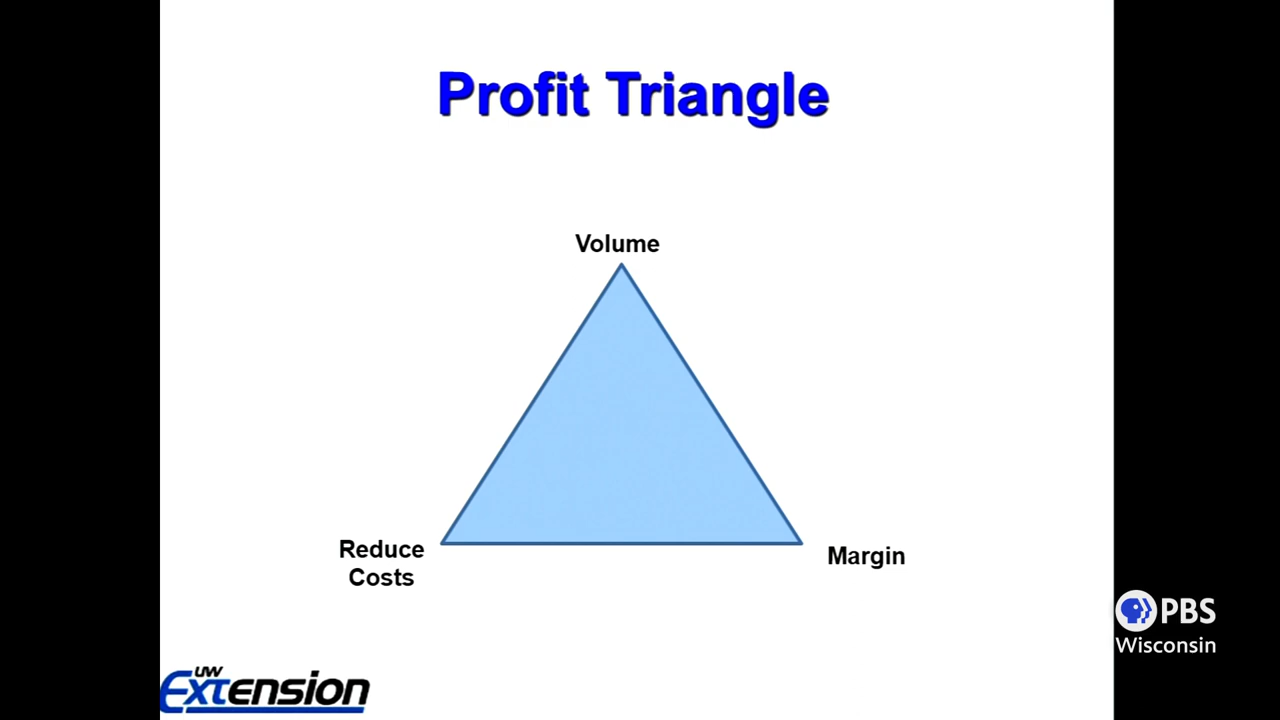 Profit Triangle
Volume
Reduce
Costs
Margin
PBS
Wisconsin
UW
Extension